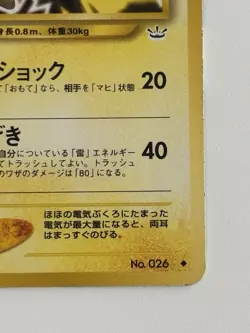 身長0.8m、体重30kg
ショック
て「おもて」なら、相手を「マヒ」状態
20
ずき
自分についている「雷」エネルギー
てトラッシュしてよい。トラッシュ
のワザのダメージは「80」になる。
40
ほほの電気ぶくろにたまった
電気が最大量になると、両耳
はまっすぐのびる。
No. 026 ◆